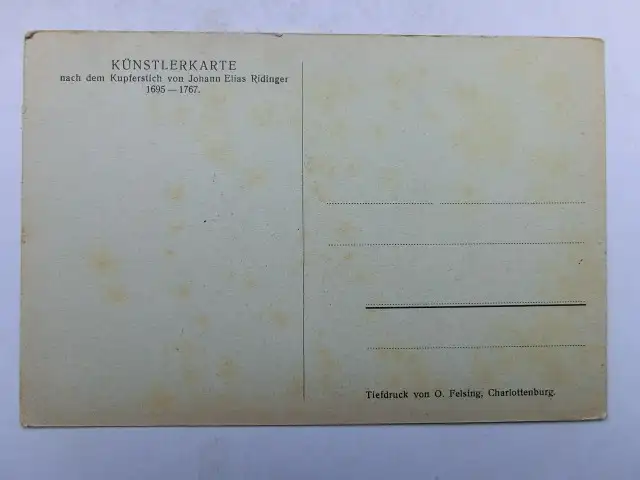 KÜNSTLERKARTE
nach dem Kupferstich von Johann Elias Ridinger
1695 — 1767.
Tiefdruck von O. Felsing, Charlottenburg.